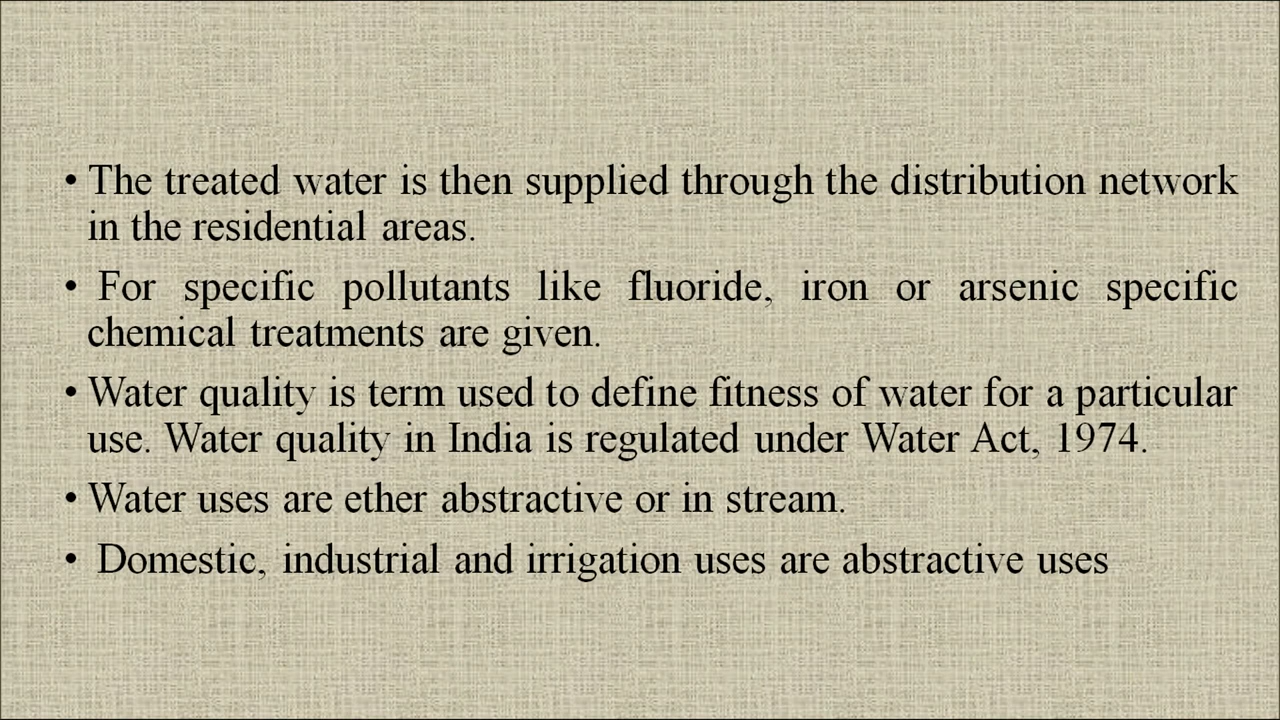 • The treated water is then supplied through the distribution network
in the residential areas.
• For specific pollutants like fluoride, iron or arsenic specific
chemical treatments are given.
• Water quality is term used to define fitness of water for a particular
use. Water quality in India is regulated under Water Act, 1974.
• Water uses are ether abstractive or in stream.
• Domestic, industrial and irrigation uses are abstractive uses